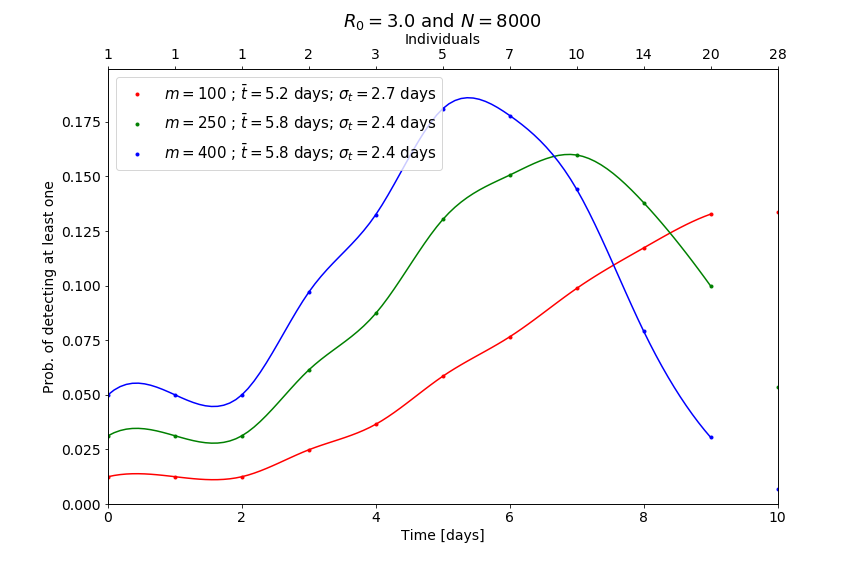 R₀ = 3.0 and N = 8000
Individuals
1 1 1 2 3 5 7 10 14 20 28
m = 100 ; t̄ = 5.2 days; σₜ = 2.7 days
m = 250 ; t̄ = 5.8 days; σₜ = 2.4 days
m = 400 ; t̄ = 5.8 days; σₜ = 2.4 days
Prob. of detecting at least one
0.175
0.150
0.125
0.100
0.075
0.050
0.025
0.000
0 2 4 6 8 10
Time [days]